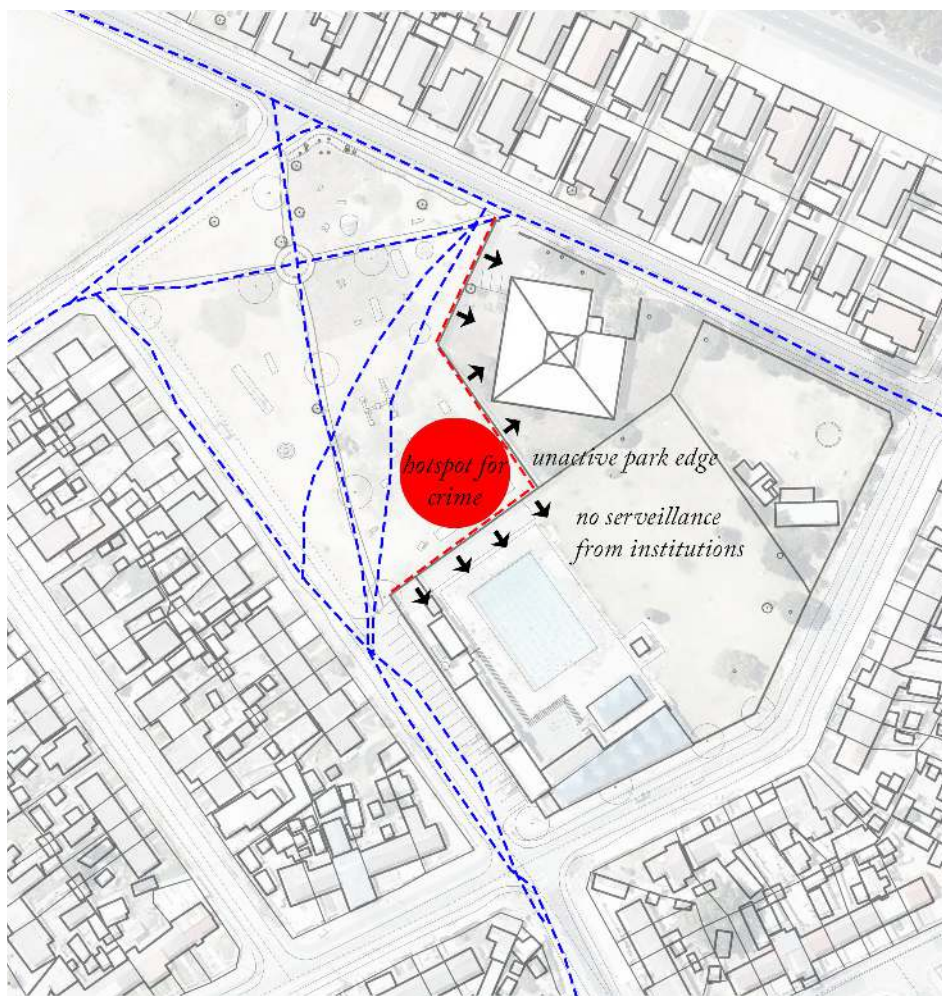 hotspot for
crime
unactive park edge
no serveillance
from institutions